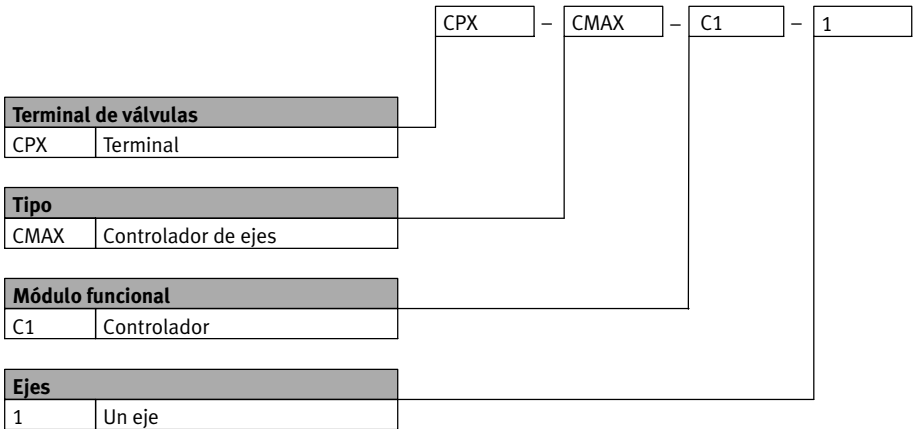 CPX – CMAX – C1 – 1
Terminal de válvulas
CPX Terminal
Tipo
CMAX Controlador de ejes
Módulo funcional
C1 Controlador
Ejes
1 Un eje